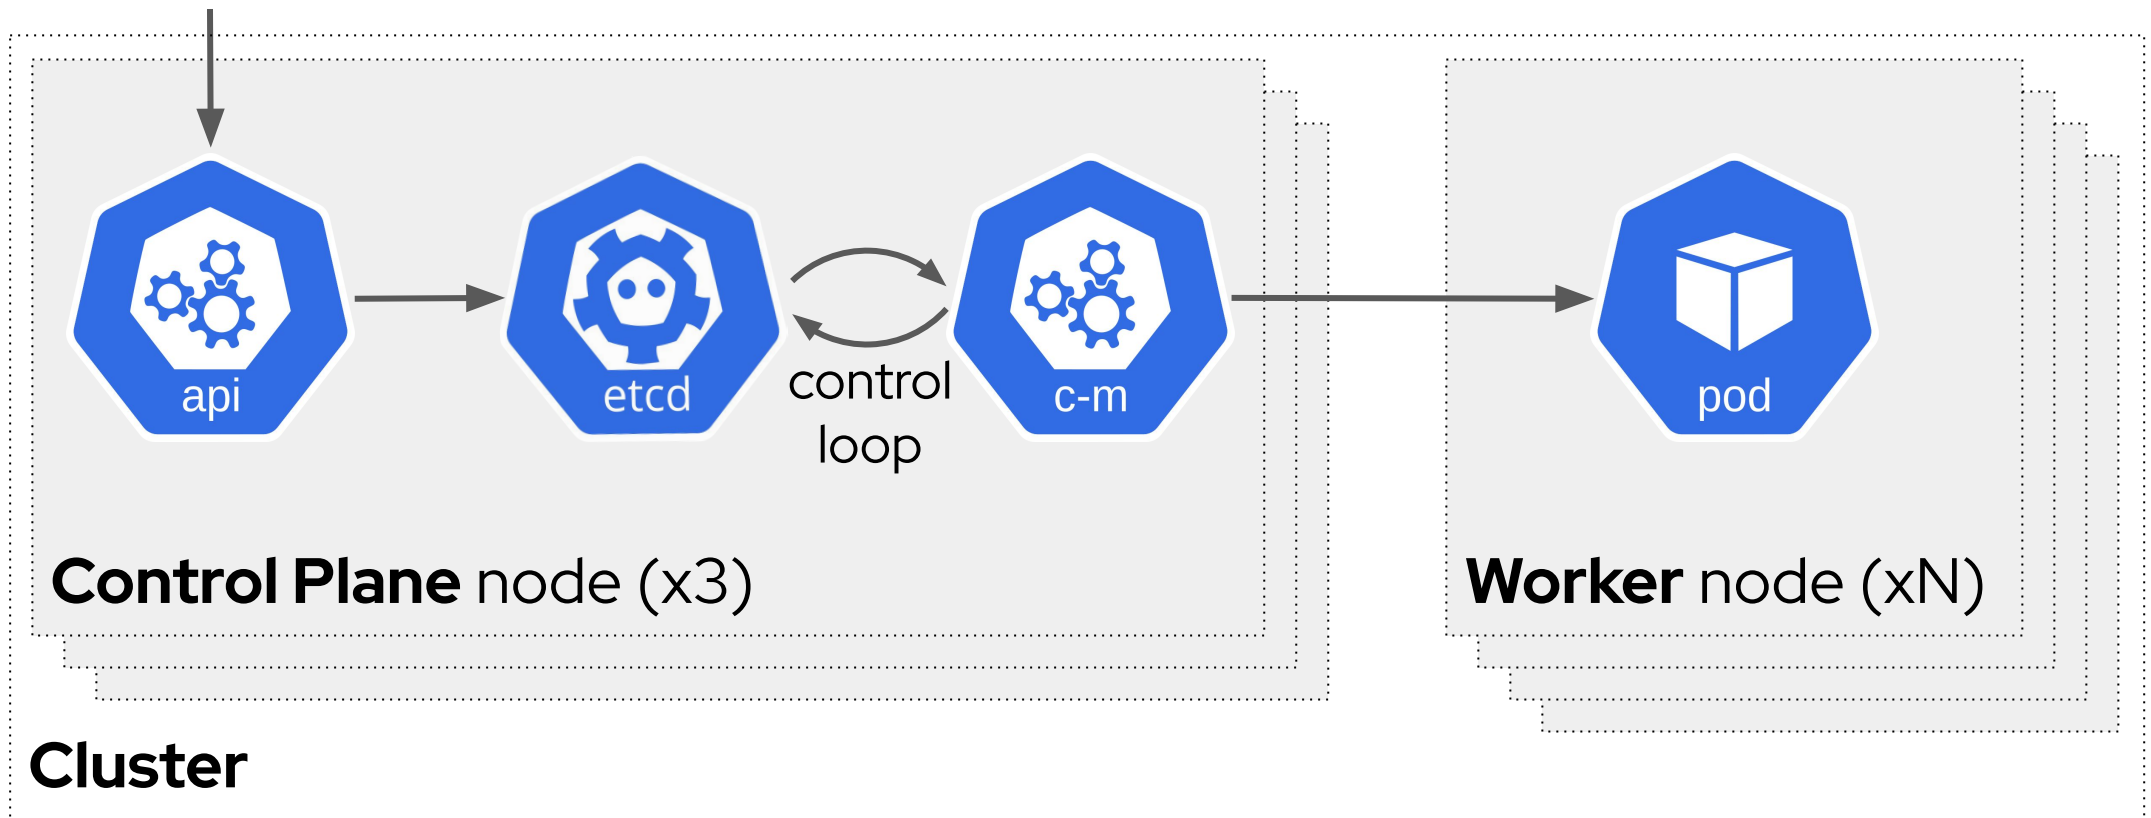 api
etcd
control
loop
c-m
pod
Control Plane node (x3)
Worker node (xN)
Cluster